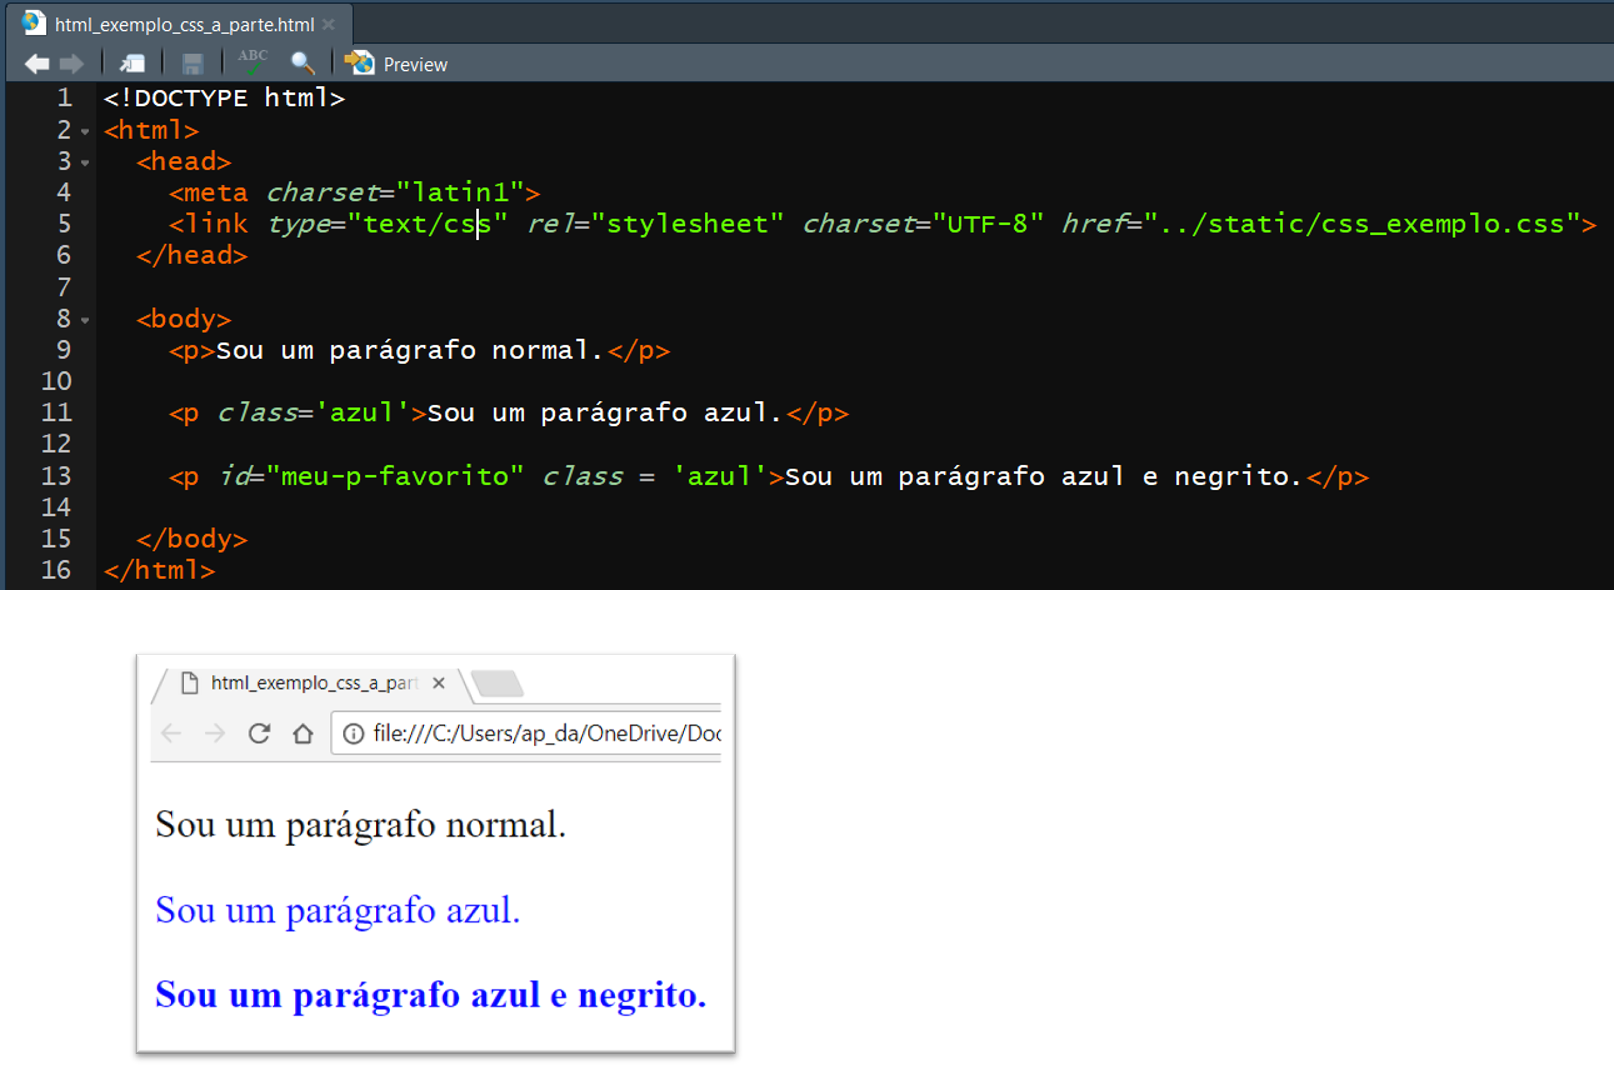 html_exemplo_css_a_parte.html
ABC
Preview
1 <!DOCTYPE html>
2 <html>
3 <head>
4 <meta charset="latin1">
5 <link type="text/css" rel="stylesheet" charset="UTF-8" href="../static/css_exemplo.css">
6 </head>
7
8 <body>
9 <p>Sou um parágrafo normal.</p>
10
11 <p class='azul'>Sou um parágrafo azul.</p>
12
13 <p id="meu-p-favorito" class = 'azul'>Sou um parágrafo azul e negrito.</p>
14
15 </body>
16 </html>
html_exemplo_css_a_part
file:///C:/Users/ap_da/OneDrive/Doc
Sou um parágrafo normal.
Sou um parágrafo azul.
Sou um parágrafo azul e negrito.